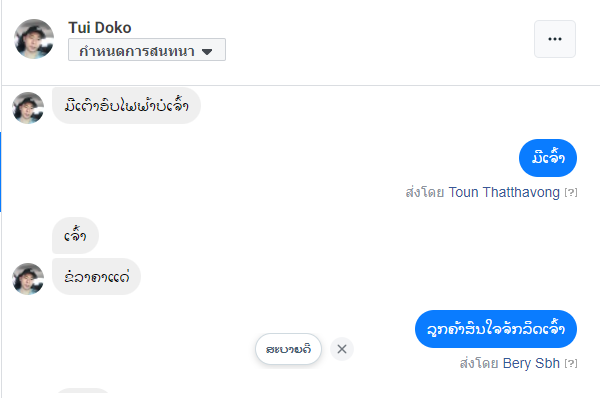 Tui Doko
กำหนดการสนทนา
ມີເຕົາອົບໄຟຟ້າບໍ່ເຈົ້າ
ມີເຈົ້າ
ส่งโดย Toun Thatthavong [?]
ເຈົ້າ
ຂໍລາຄາແດ່
ລູກຄ້າສົນໃຈຈັກລິດເຈົ້າ
ສະບາຍດີ
ส่งโดย Bery Sbh [?]